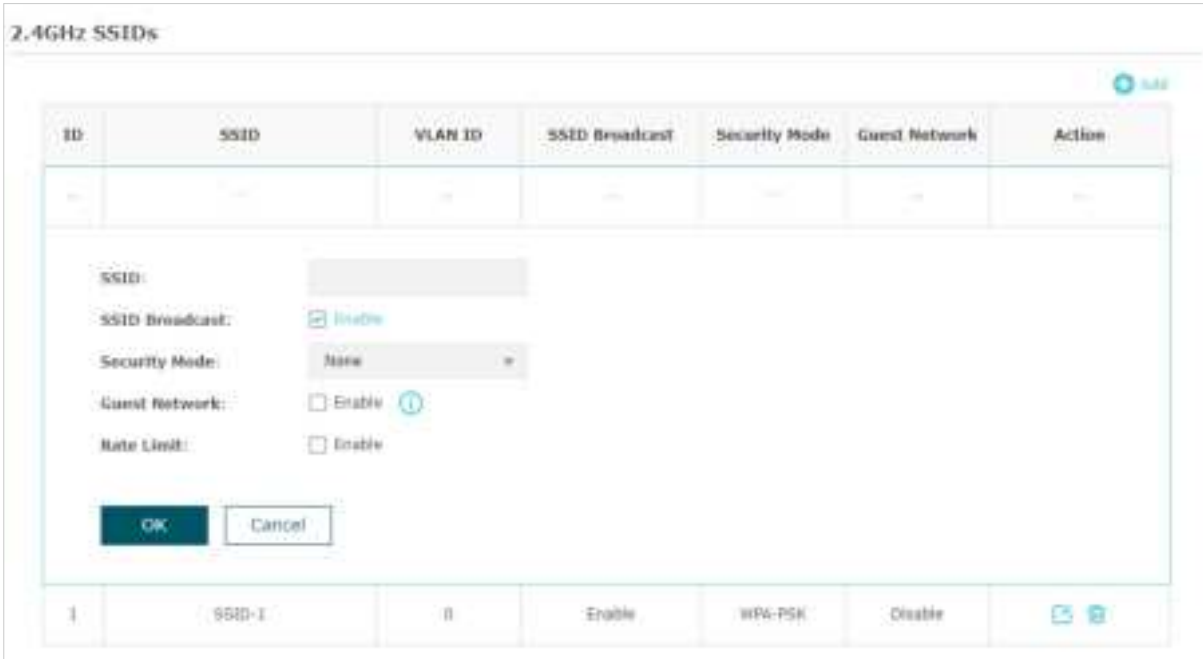 2.4GHz SSIDs
Add
ID SSID VLAN ID SSID Broadcast Security Mode Guest Network Action
-- -- -- -- -- -- --
SSID:
SSID Broadcast: Enable
Security Mode: None
Guest Network: Enable
Rate Limit: Enable
OK Cancel
1 SSID-1 0 Enable WPA-PSK Disable